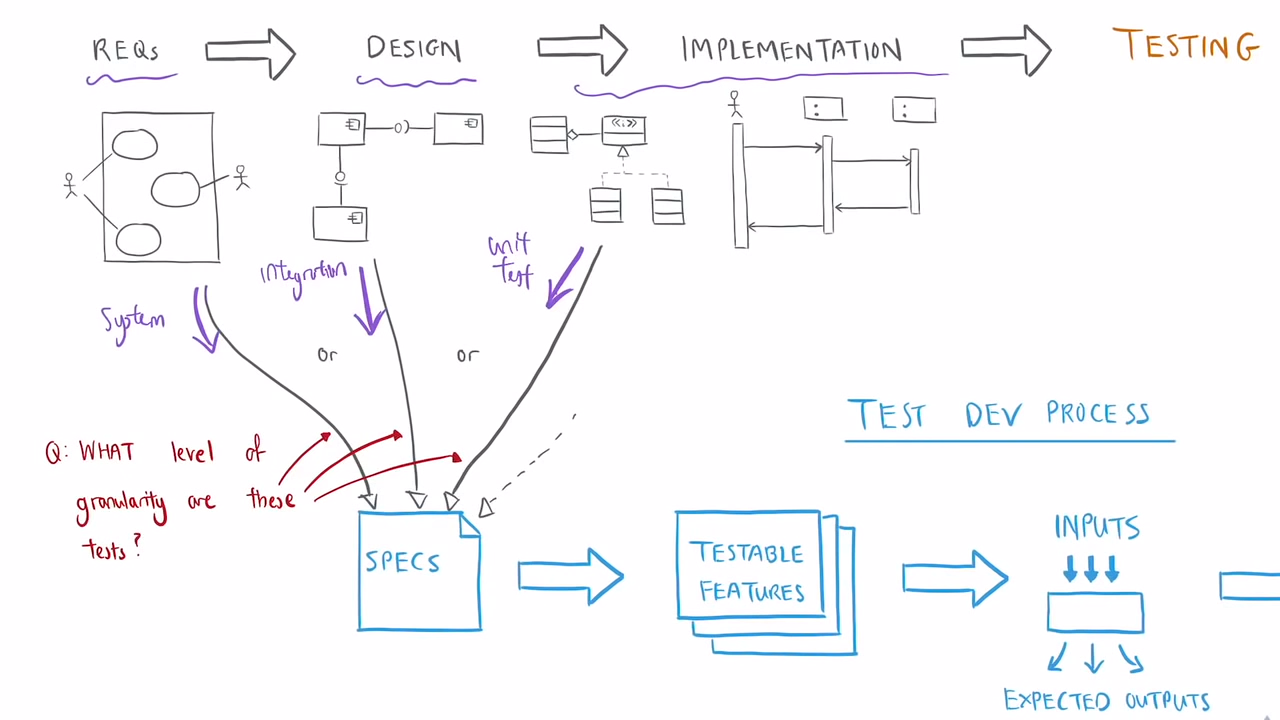 REQs
DESIGN
IMPLEMENTATION
TESTING
«i»
:
:
System
integration
unit
test
or
or
Q: WHAT level of
granularity are these
tests?
TEST DEV PROCESS
SPECS
TESTABLE
FEATURES
INPUTS
EXPECTED OUTPUTS